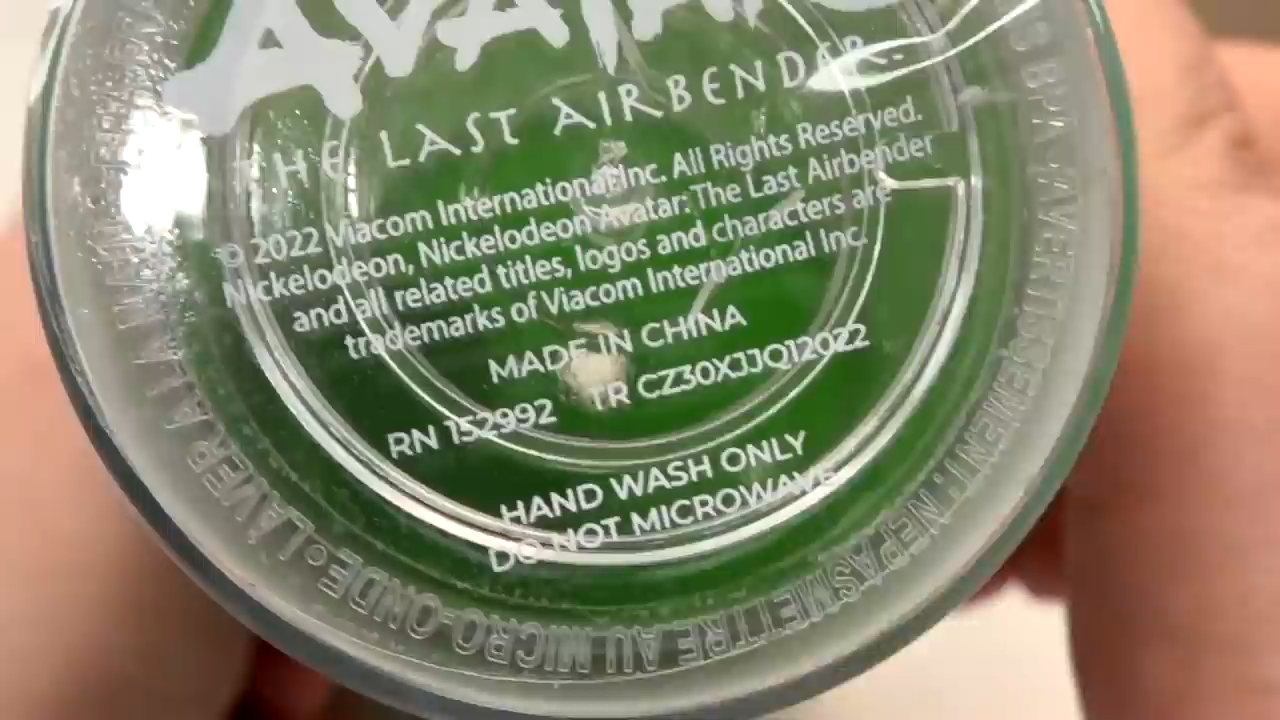 AVATAR
THE LAST AIRBENDER.
© 2022 Viacom International Inc. All Rights Reserved.
Nickelodeon, Nickelodeon Avatar: The Last Airbender
and all related titles, logos and characters are
trademarks of Viacom International Inc.
MADE IN CHINA
RN 152992 TR CZ30XJJQ12022
HAND WASH ONLY
DO NOT MICROWAVE
BPA AVERTISSEMENT: NE PAS METTRE AU MICRO-ONDE • LAVER A LA MAIN